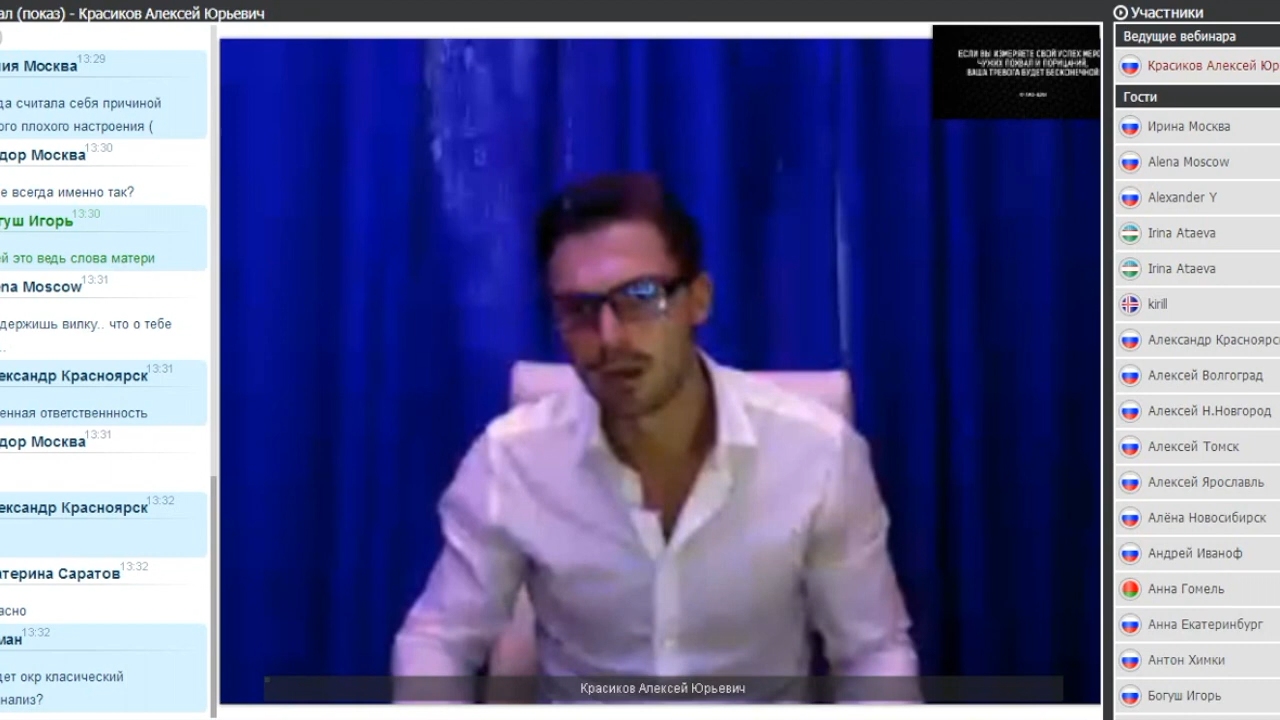 ал (показ) - Красиков Алексей Юрьевич
ия Москва 13:29
да считала себя причиной
ого плохого настроения (
дор Москва 13:30
е всегда именно так?
гуш Игорь 13:30
ей это ведь слова матери
na Moscow 13:31
держишь вилку.. что о тебе
..
ександр Красноярск 13:31
енная ответственнность
дор Москва 13:31
ександр Красноярск 13:32
атерина Саратов 13:32
асно
ман 13:32
дет окр класический
нализ?
ЕСЛИ ВЫ ИЗМЕРЯЕТЕ СВОЙ УСПЕХ МЕРО
ЧУЖИХ ПОХВАЛ И ПОРИЦАНИЙ,
ВАША ТРЕВОГА БУДЕТ БЕСКОНЕЧНОЙ
Красиков Алексей Юрьевич
Участники
Ведущие вебинара
Красиков Алексей Юр
Гости
Ирина Москва
Alena Moscow
Alexander Y
Irina Ataeva
Irina Ataeva
kirill
Александр Краснояро
Алексей Волгоград
Алексей Н.Новгород
Алексей Томск
Алексей Ярославль
Алёна Новосибирск
Андрей Иваноф
Анна Гомель
Анна Екатеринбург
Антон Химки
Богуш Игорь